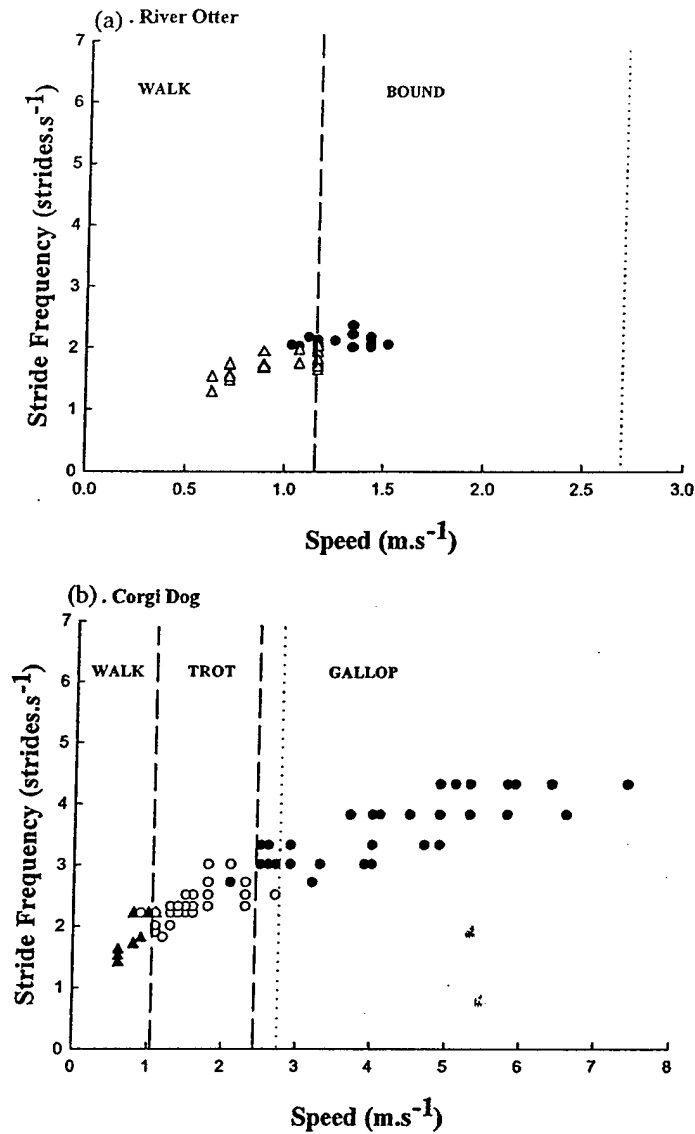 (a) . River Otter
7
6
5
4
3
2
1
0
Stride Frequency (strides.s-1)
WALK BOUND
0.0 0.5 1.0 1.5 2.0 2.5 3.0
Speed (m.s-1)
(b) . Corgi Dog
7
6
5
4
3
2
1
0
Stride Frequency (strides.s-1)
WALK TROT GALLOP
0 1 2 3 4 5 6 7 8
Speed (m.s-1)